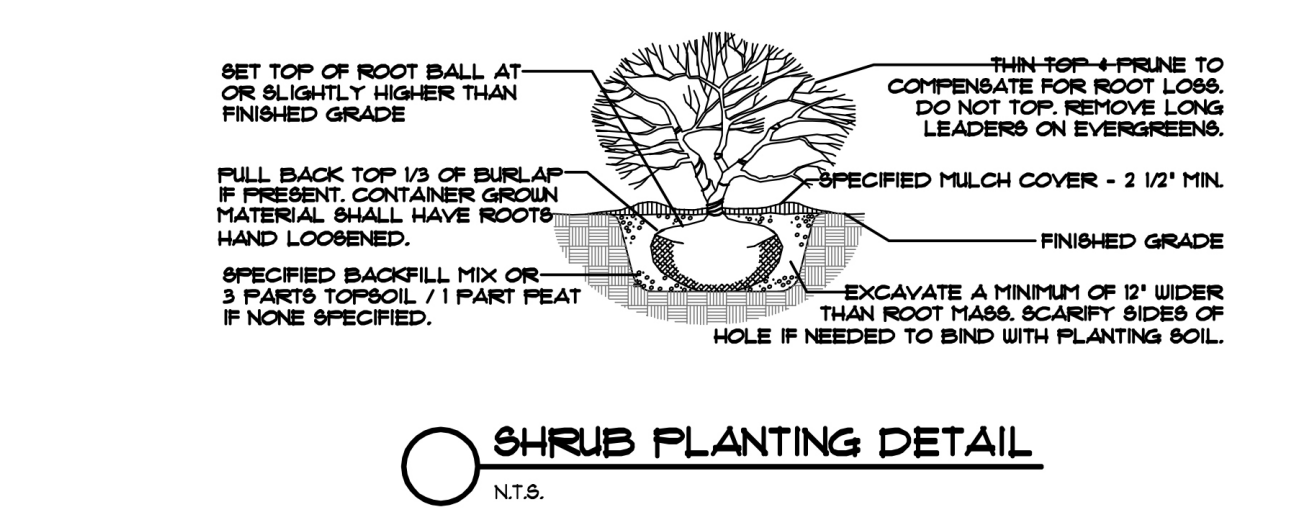 SET TOP OF ROOT BALL AT
OR SLIGHTLY HIGHER THAN
FINISHED GRADE
PULL BACK TOP 1/3 OF BURLAP
IF PRESENT. CONTAINER GROWN
MATERIAL SHALL HAVE ROOTS
HAND LOOSENED.
SPECIFIED BACKFILL MIX OR
3 PARTS TOPSOIL / 1 PART PEAT
IF NONE SPECIFIED.
THIN TOP & PRUNE TO
COMPENSATE FOR ROOT LOSS.
DO NOT TOP. REMOVE LONG
LEADERS ON EVERGREENS.
SPECIFIED MULCH COVER - 2 1/2" MIN.
FINISHED GRADE
EXCAVATE A MINIMUM OF 12" WIDER
THAN ROOT MASS. SCARIFY SIDES OF
HOLE IF NEEDED TO BIND WITH PLANTING SOIL.
SHRUB PLANTING DETAIL
N.T.S.